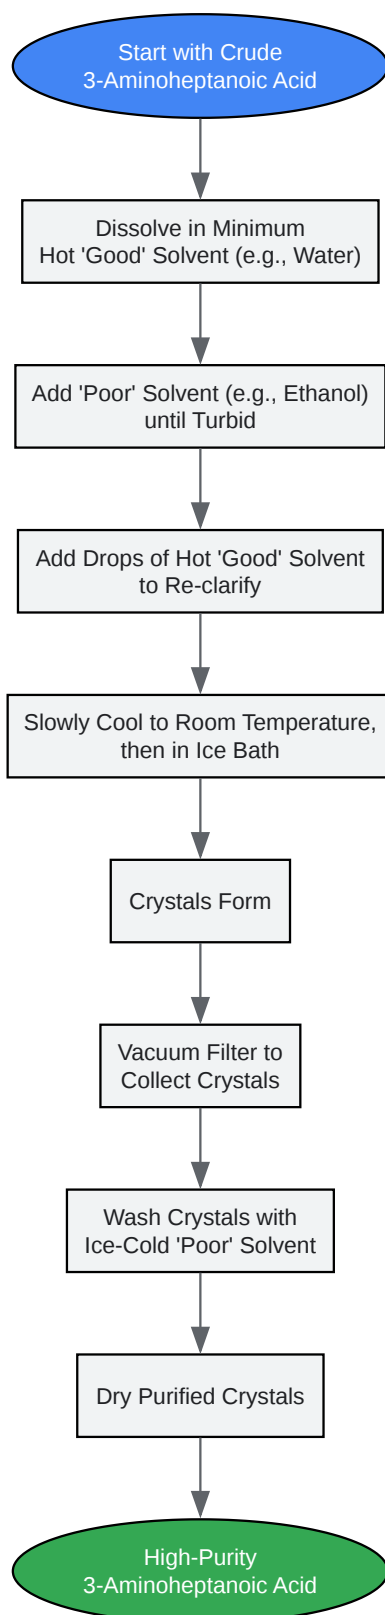 Start with Crude
3-Aminoheptanoic Acid
Dissolve in Minimum
Hot 'Good' Solvent (e.g., Water)
Add 'Poor' Solvent (e.g., Ethanol)
until Turbid
Add Drops of Hot 'Good' Solvent
to Re-clarify
Slowly Cool to Room Temperature,
then in Ice Bath
Crystals Form
Vacuum Filter to
Collect Crystals
Wash Crystals with
Ice-Cold 'Poor' Solvent
Dry Purified Crystals
High-Purity
3-Aminoheptanoic Acid